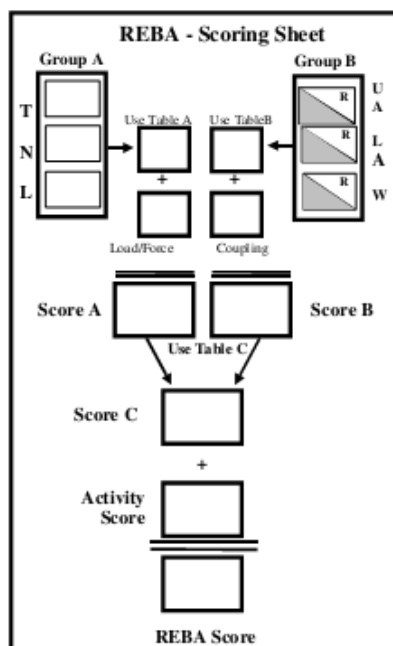 REBA - Scoring Sheet
Group A
Group B
T
N
L
Use Table A
Use TableB
R
R
R
U
A
L
A
W
+
+
Load/Force
Coupling
Score A
Score B
Use Table C
Score C
+
Activity
Score
REBA Score